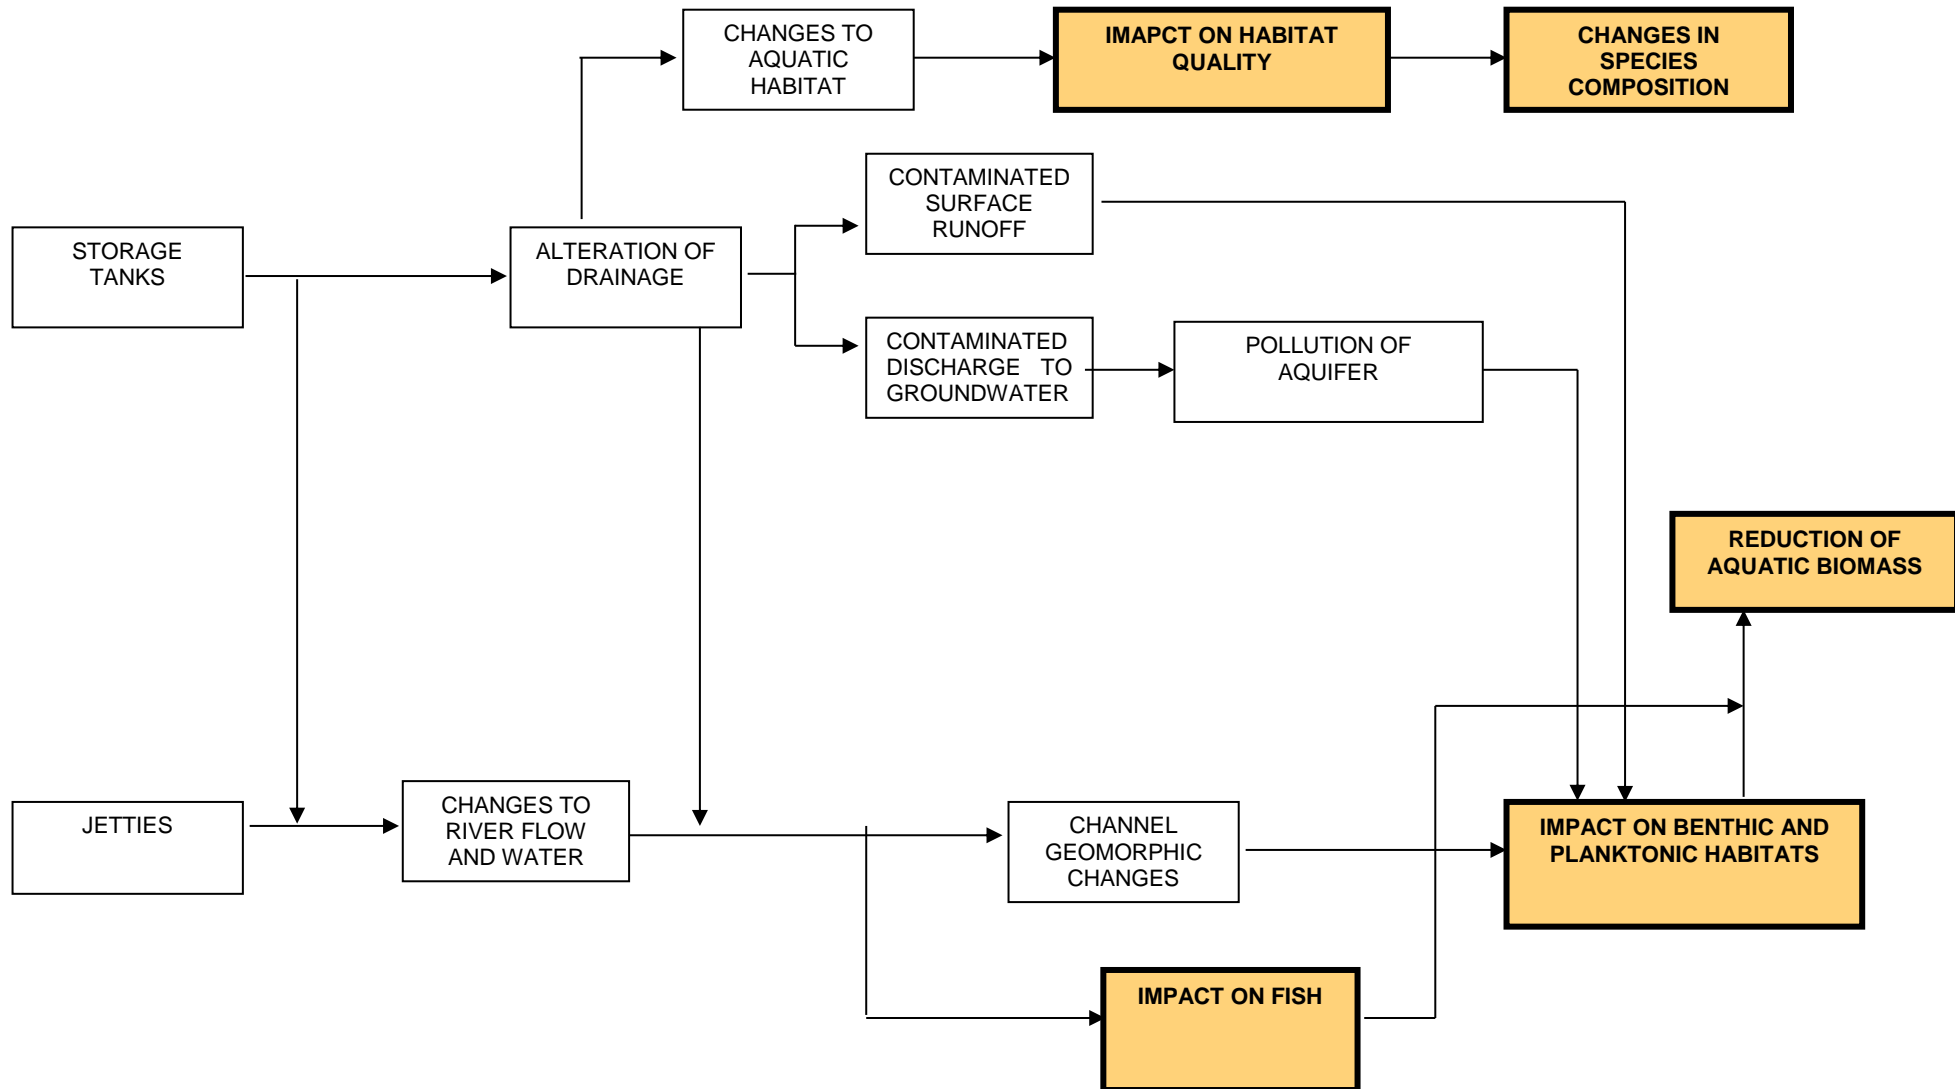 CHANGES TO
AQUATIC
HABITAT
IMAPCT ON HABITAT
QUALITY
CHANGES IN
SPECIES
COMPOSITION
CONTAMINATED
SURFACE
RUNOFF
STORAGE
TANKS
ALTERATION OF
DRAINAGE
CONTAMINATED
DISCHARGE TO
GROUNDWATER
POLLUTION OF
AQUIFER
REDUCTION OF
AQUATIC BIOMASS
JETTIES
CHANGES TO
RIVER FLOW
AND WATER
CHANNEL
GEOMORPHIC
CHANGES
IMPACT ON BENTHIC AND
PLANKTONIC HABITATS
IMPACT ON FISH